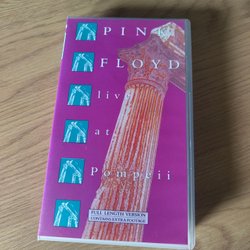 PINK
FLOYD
live
at
Pompeii
FULL LENGTH VERSION
CONTAINS EXTRA FOOTAGE